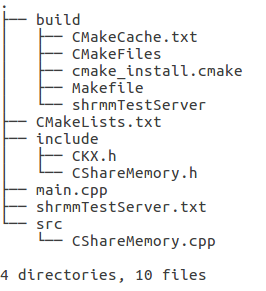 .
├── build
│   ├── CMakeCache.txt
│   ├── CMakeFiles
│   ├── cmake_install.cmake
│   ├── Makefile
│   └── shrmmTestServer
├── CMakeLists.txt
├── include
│   ├── CKX.h
│   └── CShareMemory.h
├── main.cpp
├── shrmmTestServer.txt
└── src
    └── CShareMemory.cpp

4 directories, 10 files